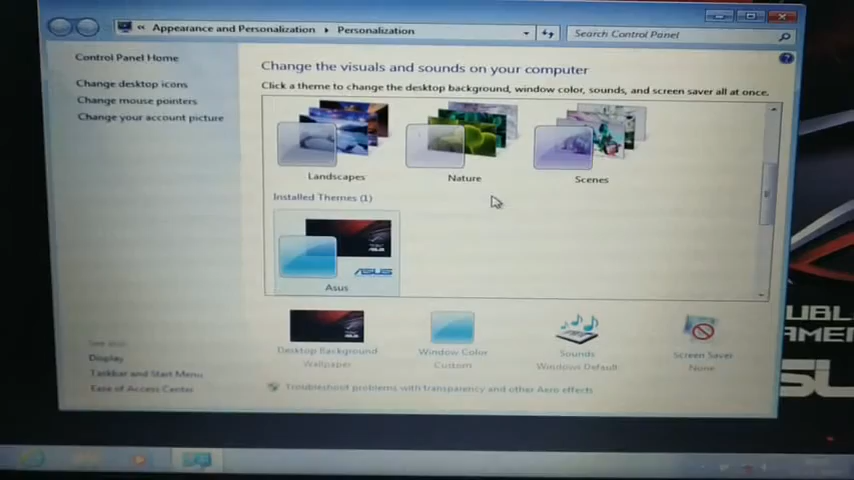 « Appearance and Personalization ▸ Personalization
Search Control Panel
Control Panel Home
Change desktop icons
Change mouse pointers
Change your account picture
Change the visuals and sounds on your computer
Click a theme to change the desktop background, window color, sounds, and screen saver all at once.
Landscapes
Nature
Scenes
Installed Themes (1)
ASUS
Asus
Desktop Background
Wallpaper
Window Color
Custom
Sounds
Windows Default
Screen Saver
None
See also
Display
Taskbar and Start Menu
Ease of Access Center
Troubleshoot problems with transparency and other Aero effects